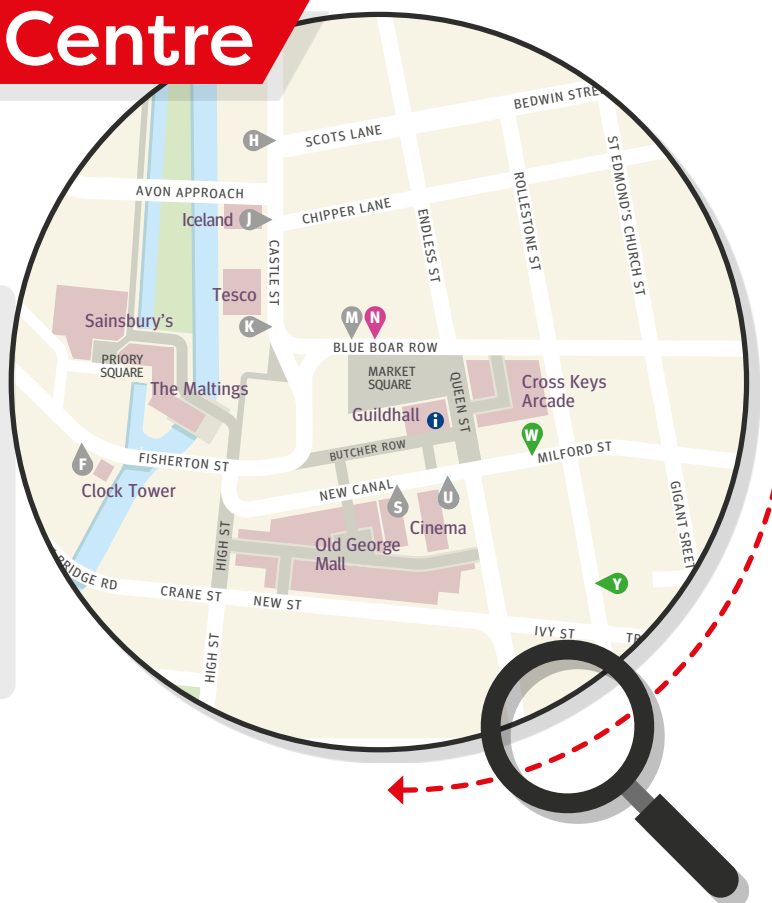 Centre
BEDWIN STRE
H
SCOTS LANE
ST EDMOND'S CHURCH ST
AVON APPROACH
ROLLESTONE ST
Iceland
J
CHIPPER LANE
ENDLESS ST
CASTLE ST
Tesco
Sainsbury's
K
M
N
BLUE BOAR ROW
PRIORY
SQUARE
MARKET
SQUARE
The Maltings
QUEEN ST
Cross Keys
Arcade
Guildhall
i
W
BUTCHER ROW
MILFORD ST
F
FISHERTON ST
Clock Tower
NEW CANAL
S
U
GIGANT SREET
Cinema
HIGH ST
Old George
Mall
BRIDGE RD
CRANE ST
NEW ST
Y
IVY ST
TR
HIGH ST